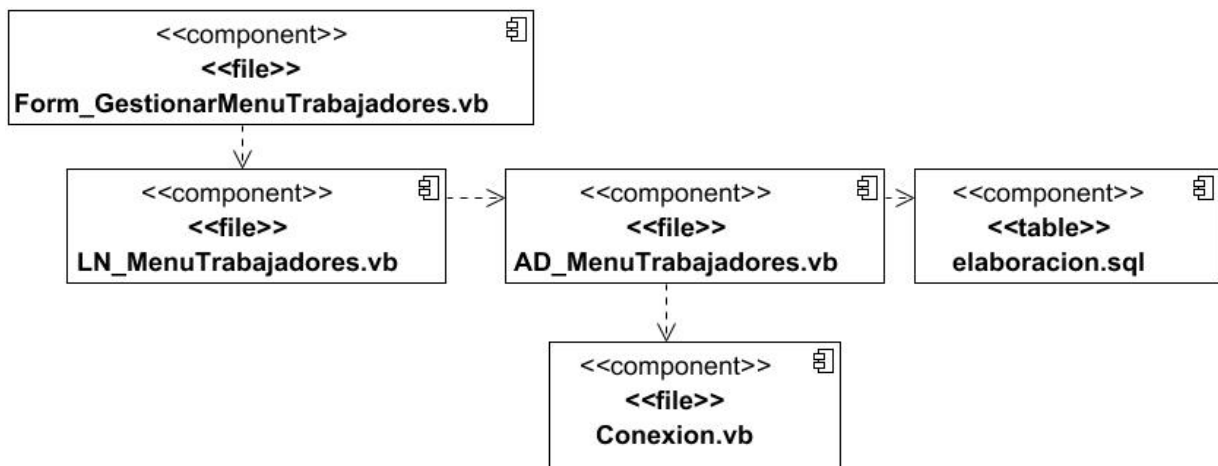 <<component>>
<<file>>
Form_GestionarMenuTrabajadores.vb
<<component>>
<<file>>
LN_MenuTrabajadores.vb
<<component>>
<<file>>
AD_MenuTrabajadores.vb
<<component>>
<<table>>
elaboracion.sql
<<component>>
<<file>>
Conexion.vb